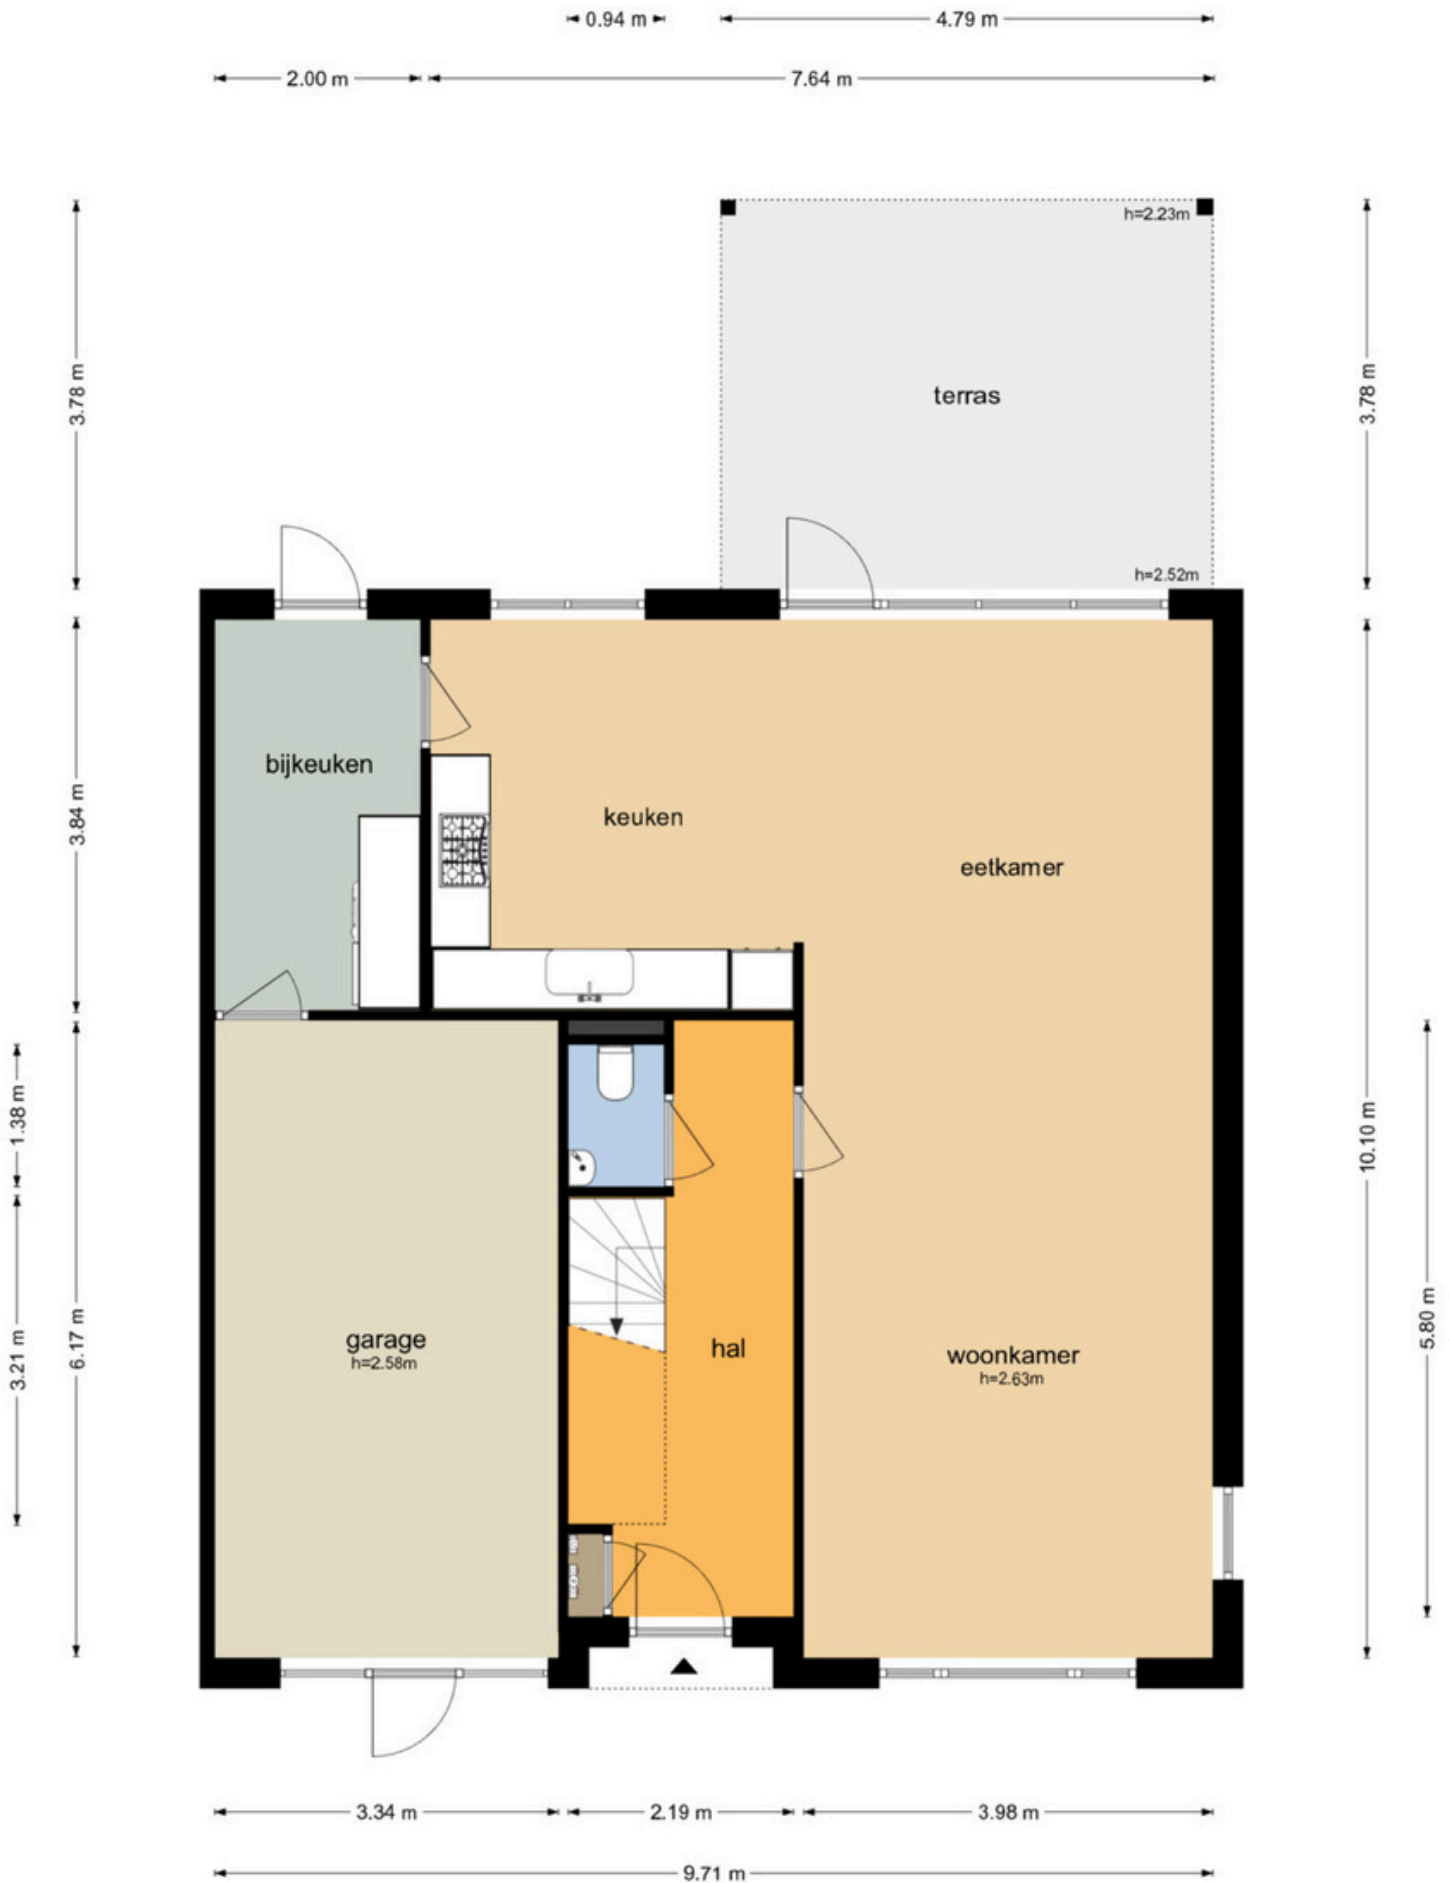 0.94 m
4.79 m
2.00 m
7.64 m
h=2.23m
3.78 m
3.78 m
terras
h=2.52m
bijkeuken
keuken
3.84 m
eetkamer
1.38 m
10.10 m
garage
h=2.58m
hal
woonkamer
h=2.63m
3.21 m
6.17 m
5.80 m
3.34 m
2.19 m
3.98 m
9.71 m